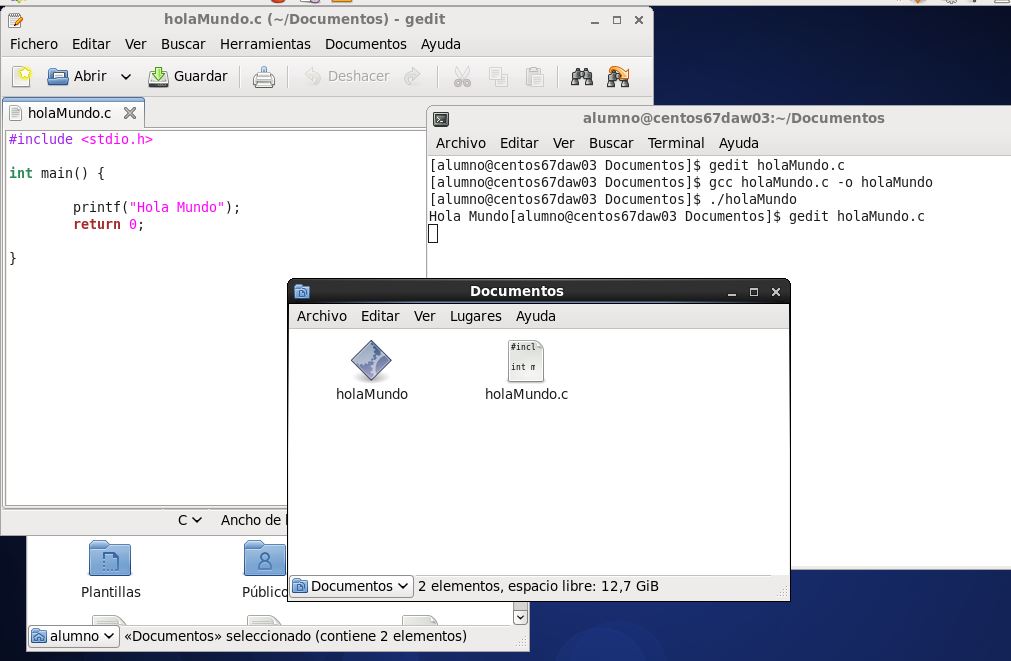 holaMundo.c (~/Documentos) - gedit
Fichero Editar Ver Buscar Herramientas Documentos Ayuda
Abrir Guardar Deshacer
holaMundo.c
#include <stdio.h>
int main() {
printf("Hola Mundo");
return 0;
}
C Ancho de
alumno@centos67daw03:~/Documentos
Archivo Editar Ver Buscar Terminal Ayuda
[alumno@centos67daw03 Documentos]$ gedit holaMundo.c
[alumno@centos67daw03 Documentos]$ gcc holaMundo.c -o holaMundo
[alumno@centos67daw03 Documentos]$ ./holaMundo
Hola Mundo[alumno@centos67daw03 Documentos]$ gedit holaMundo.c
Documentos
Archivo Editar Ver Lugares Ayuda
#incl
int m
holaMundo holaMundo.c
Documentos 2 elementos, espacio libre: 12,7 GiB
Plantillas Público
alumno «Documentos» seleccionado (contiene 2 elementos)